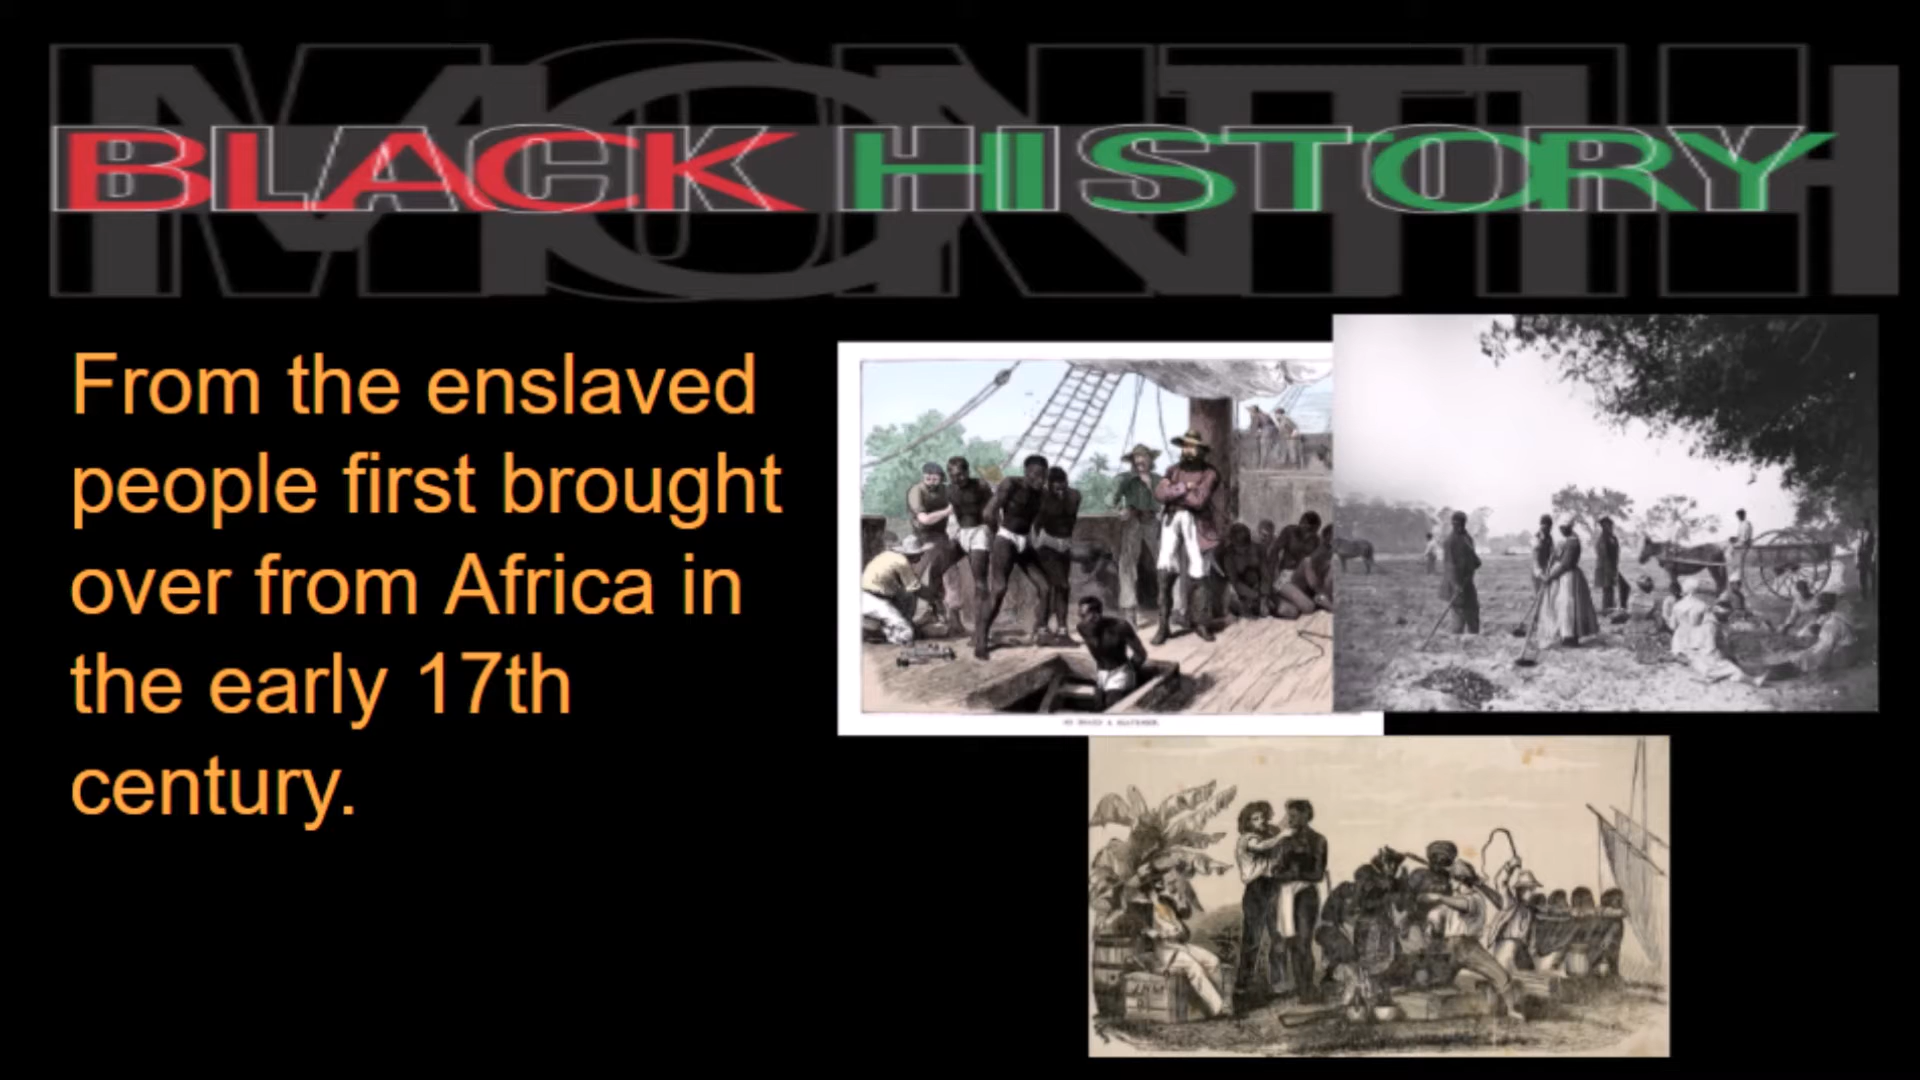 MONTH
BLACK HISTORY
From the enslaved
people first brought
over from Africa in
the early 17th
century.